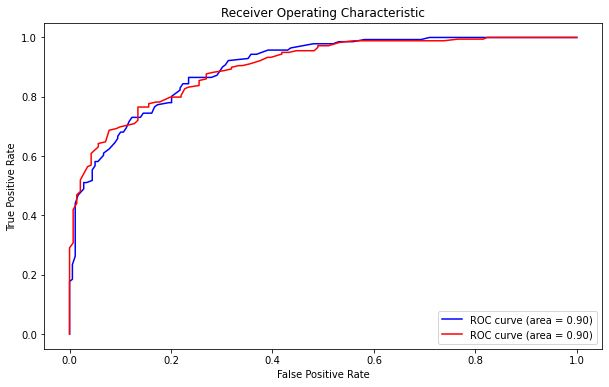 Receiver Operating Characteristic
1.0
0.8
0.6
0.4
0.2
0.0
True Positive Rate
ROC curve (area = 0.90)
ROC curve (area = 0.90)
0.0 0.2 0.4 0.6 0.8 1.0
False Positive Rate